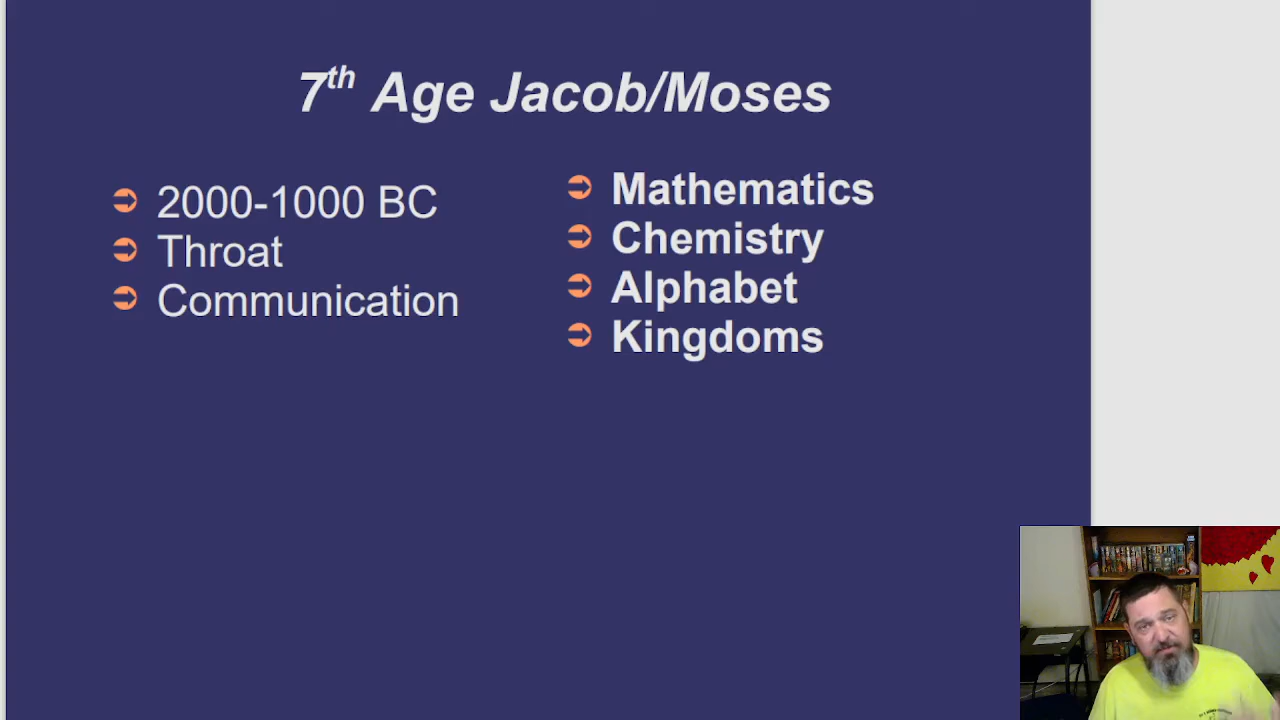 7th Age Jacob/Moses
2000-1000 BC
Throat
Communication
Mathematics
Chemistry
Alphabet
Kingdoms